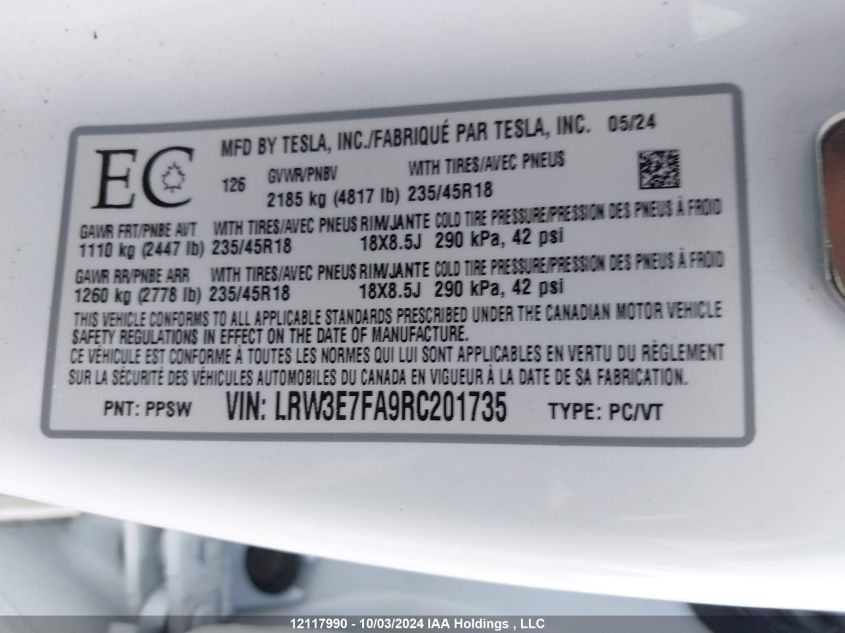 MFD BY TESLA, INC./FABRIQUÉ PAR TESLA, INC. 05/24
EC 126 GVWR/PNBV WITH TIRES/AVEC PNEUS
2185 kg (4817 lb) 235/45R18
GAWR FRT/PNBE AVT WITH TIRES/AVEC PNEUS RIM/JANTE COLD TIRE PRESSURE/PRESSION DES PNEUS À FROID
1110 kg (2447 lb) 235/45R18 18X8.5J 290 kPa, 42 psi
GAWR RR/PNBE ARR WITH TIRES/AVEC PNEUS RIM/JANTE COLD TIRE PRESSURE/PRESSION DES PNEUS À FROID
1260 kg (2778 lb) 235/45R18 18X8.5J 290 kPa, 42 psi
THIS VEHICLE CONFORMS TO ALL APPLICABLE STANDARDS PRESCRIBED UNDER THE CANADIAN MOTOR VEHICLE
SAFETY REGULATIONS IN EFFECT ON THE DATE OF MANUFACTURE.
CE VÉHICULE EST CONFORME À TOUTES LES NORMES QUI LUI SONT APPLICABLES EN VERTU DU RÈGLEMENT
SUR LA SÉCURITÉ DES VÉHICULES AUTOMOBILES DU CANADA EN VIGUEUR À LA DATE DE SA FABRICATION.
PNT: PPSW VIN: LRW3E7FA9RC201735 TYPE: PC/VT
12117990 - 10/03/2024 IAA Holdings , LLC